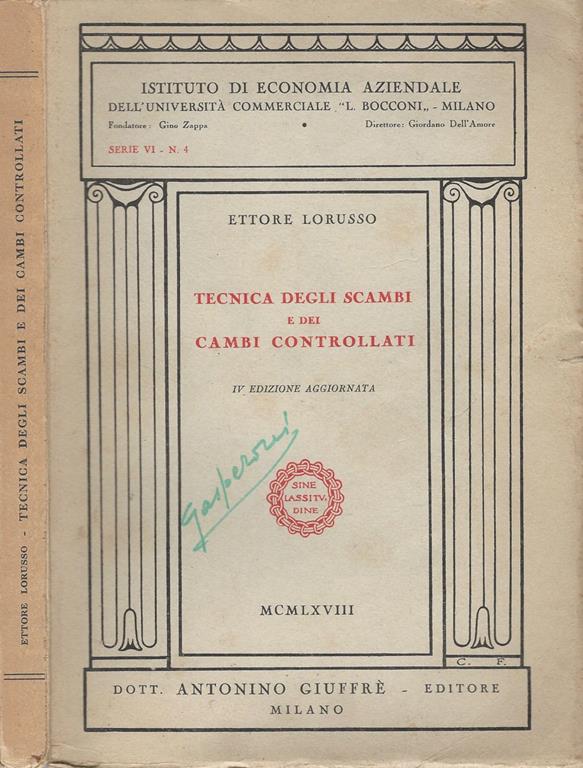 ETTORE LORUSSO - TECNICA DEGLI SCAMBI E DEI CAMBI CONTROLLATI
ISTITUTO DI ECONOMIA AZIENDALE
DELL'UNIVERSITÀ COMMERCIALE "L. BOCCONI„ - MILANO
Fondatore: Gino Zappa • Direttore: Giordano Dell'Amore
SERIE VI - N. 4
ETTORE LORUSSO
TECNICA DEGLI SCAMBI
E DEI
CAMBI CONTROLLATI
IV EDIZIONE AGGIORNATA
Gasperoni
SINE
LASSITV
DINE
MCMLXVIII
C. F.
DOTT. ANTONINO GIUFFRÈ - EDITORE
MILANO